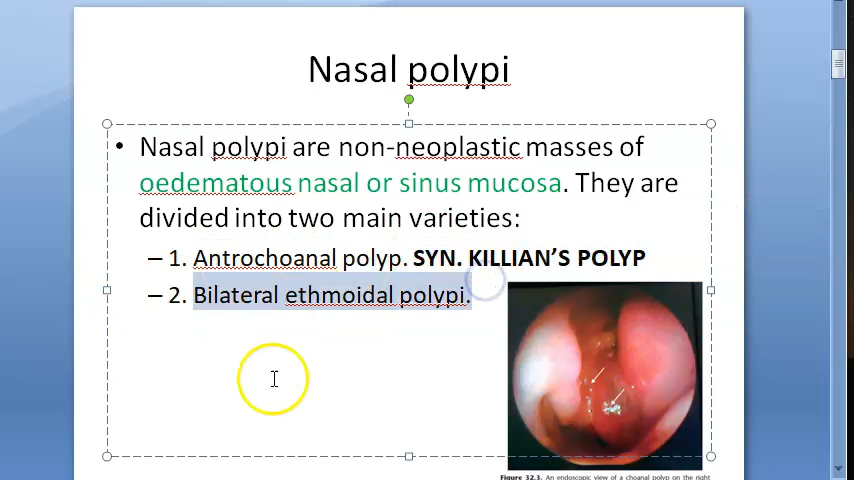 Nasal polypi
• Nasal polypi are non-neoplastic masses of
oedematous nasal or sinus mucosa. They are
divided into two main varieties:
– 1. Antrochoanal polyp. SYN. KILLIAN'S POLYP
– 2. Bilateral ethmoidal polypi.
Figure 32.3. An endoscopic view of a choanal polyp on the right